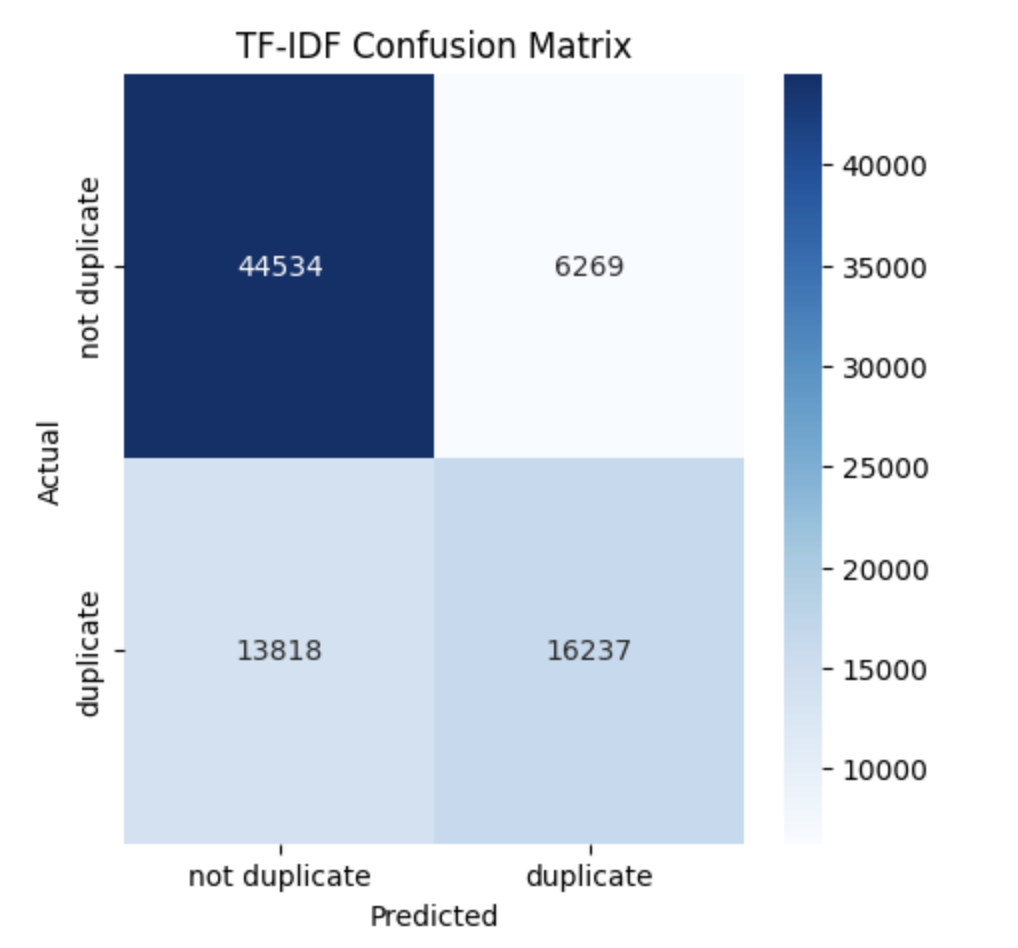 TF-IDF Confusion Matrix
not duplicate
44534
6269
Actual
duplicate
13818
16237
not duplicate
duplicate
Predicted
40000
35000
30000
25000
20000
15000
10000